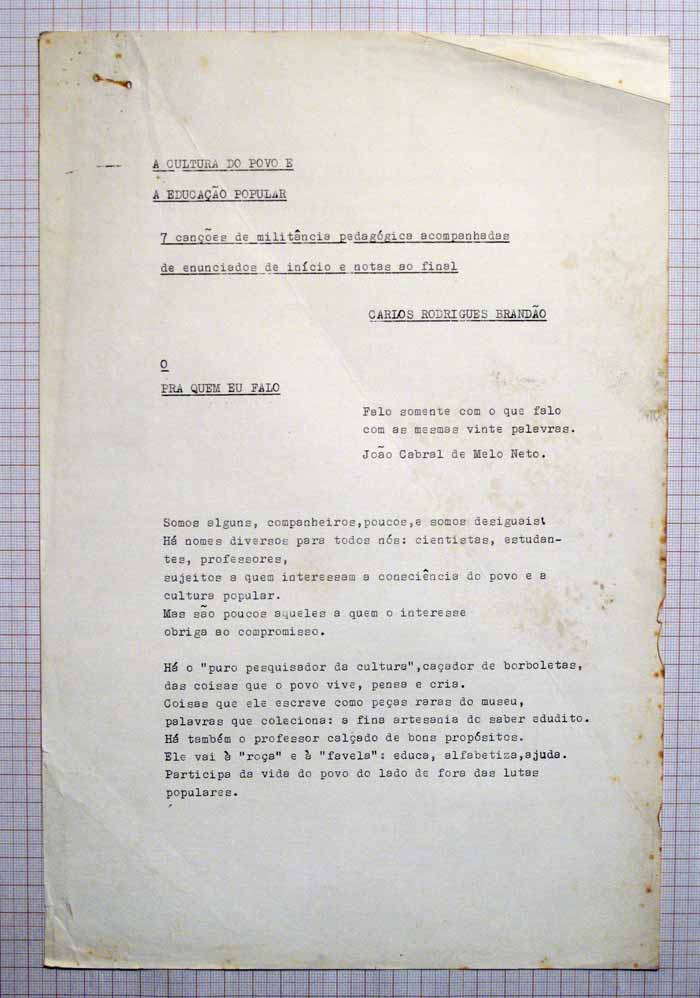 A CULTURA DO POVO E
A EDUCAÇÃO POPULAR
7 canções de militância pedagógica acompanhadas
de enunciados de início e notas ao final
CARLOS RODRIGUES BRANDÃO
O
PRA QUEM EU FALO
Falo somente com o que falo
com as mesmas vinte palavras.
João Cabral de Melo Neto.
Somos alguns, companheiros,poucos,e somos desiguais!
Há nomes diversos para todos nós: cientistas, estudan-
tes, professores,
sujeitos a quem interessam a consciência do povo e a
cultura popular.
Mas são poucos aqueles a quem o interesse
obriga ao compromisso.
Há o "puro pesquisador da cultura",caçador de borboletas,
das coisas que o povo vive, pensa e cria.
Coisas que ele escreve como peças raras do museu,
palavras que coleciona: a fina artesania do saber edudito.
Há também o professor calçado de bons propósitos.
Ele vai à "roça" e à "favela": educa, alfabetiza,ajuda.
Participa da vida do povo do lado de fora das lutas
populares.